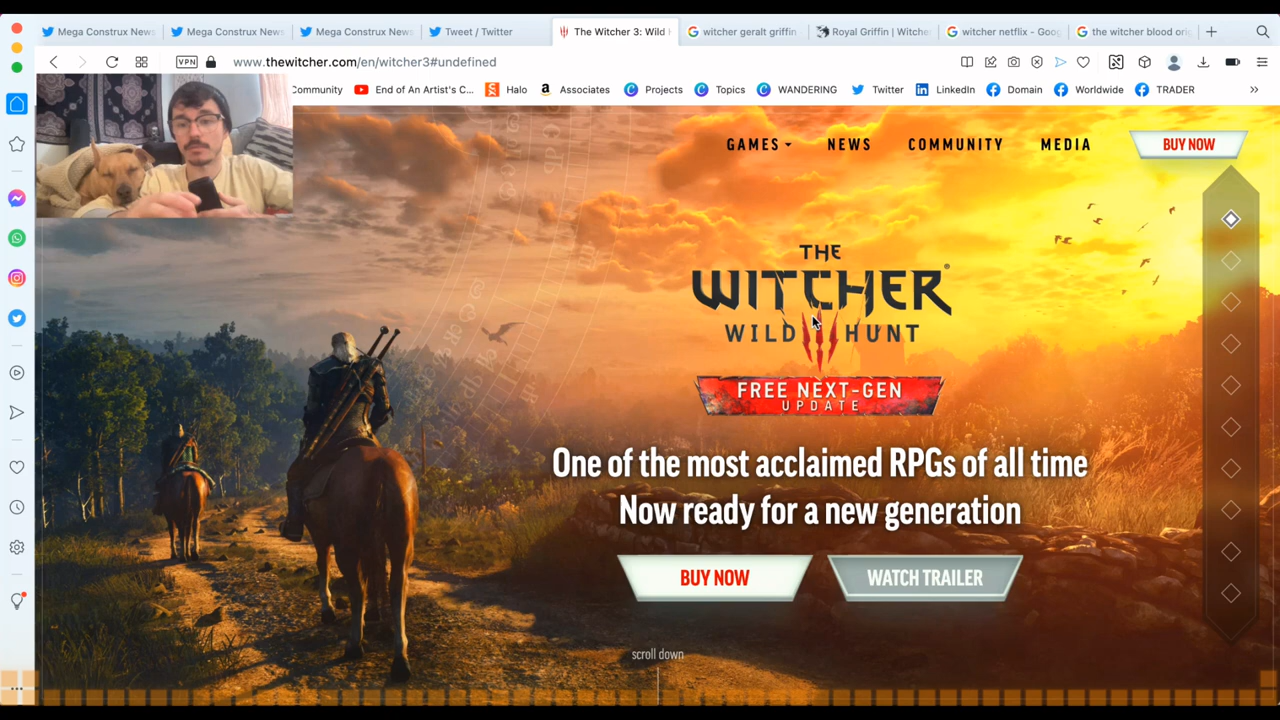 Mega Construx News
Mega Construx News
Mega Construx News
Tweet / Twitter
The Witcher 3: Wild
witcher geralt griffin
Royal Griffin | Witche
witcher netflix - Goog
the witcher blood ori
VPN
www.thewitcher.com/en/witcher3#undefined
Community
End of An Artist's C...
Halo
Associates
Projects
Topics
WANDERING
Twitter
LinkedIn
Domain
Worldwide
TRADER
GAMES
NEWS
COMMUNITY
MEDIA
BUY NOW
THE
WITCHER
WILD HUNT
FREE NEXT-GEN
UPDATE
One of the most acclaimed RPGs of all time
Now ready for a new generation
BUY NOW
WATCH TRAILER
scroll down